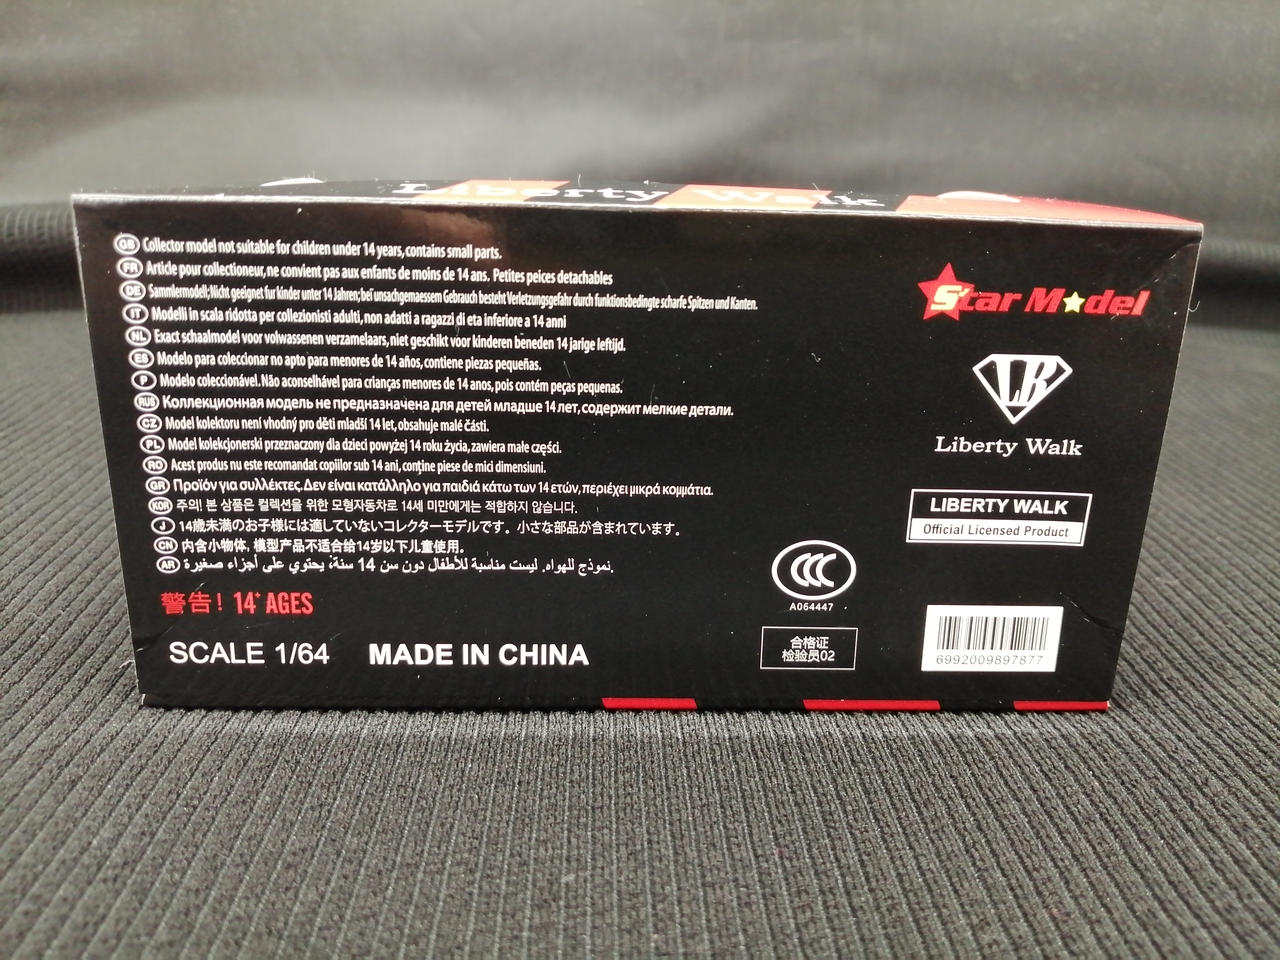 Liberty Walk
GB Collector model not suitable for children under 14 years, contains small parts.
FR Article pour collectioneur, ne convient pas aux enfants de moins de 14 ans. Petites peices detachables
DE Sammlermodell; Nicht geeignet fur kinder unter 14 Jahren; bei unsachgemaessem Gebrauch besteht Verletzungsgefahr durch funktionsbedingte scharfe Spitzen und Kanten.
IT Modelli in scala ridotta per collezionisti adulti, non adatti a ragazzi di eta inferiore a 14 anni
NL Exact schaalmodel voor volwassenen verzamelaars, niet geschikt voor kinderen beneden 14 jarige leftijd.
ES Modelo para coleccionar no apto para menores de 14 años, contiene piezas pequeñas.
P Modelo coleccionável. Não aconselhável para crianças menores de 14 anos, pois contém peças pequenas.
RUS Коллекционная модель не предназначена для детей младше 14 лет, содержит мелкие детали.
CZ Model kolektoru není vhodný pro děti mladší 14 let, obsahuje malé části.
PL Model kolekcjonerski przeznaczony dla dzieci powyżej 14 roku życia, zawiera małe części.
RO Acest produs nu este recomandat copiilor sub 14 ani, conține piese de mici dimensiuni.
GR Προϊόν για συλλέκτες. Δεν είναι κατάλληλο για παιδιά κάτω των 14 ετών, περιέχει μικρά κομμάτια.
KOR 주의! 본 상품은 컬렉션을 위한 모형자동차로 14세 미만에게는 적합하지 않습니다.
J 14歳未満のお子様には適していないコレクターモデルです。小さな部品が含まれています。
CN 内含小物体, 模型产品不适合给14岁以下儿童使用。
AR نموذج للهواه. ليست مناسبة للأطفال دون سن 14 سنة، يحتوي على أجزاء صغيرة.
警告! 14+ AGES
SCALE 1/64 MADE IN CHINA
Star Model
LB
Liberty Walk
LIBERTY WALK
Official Licensed Product
CCC
A064447
合格证
检验员02
6992009897877